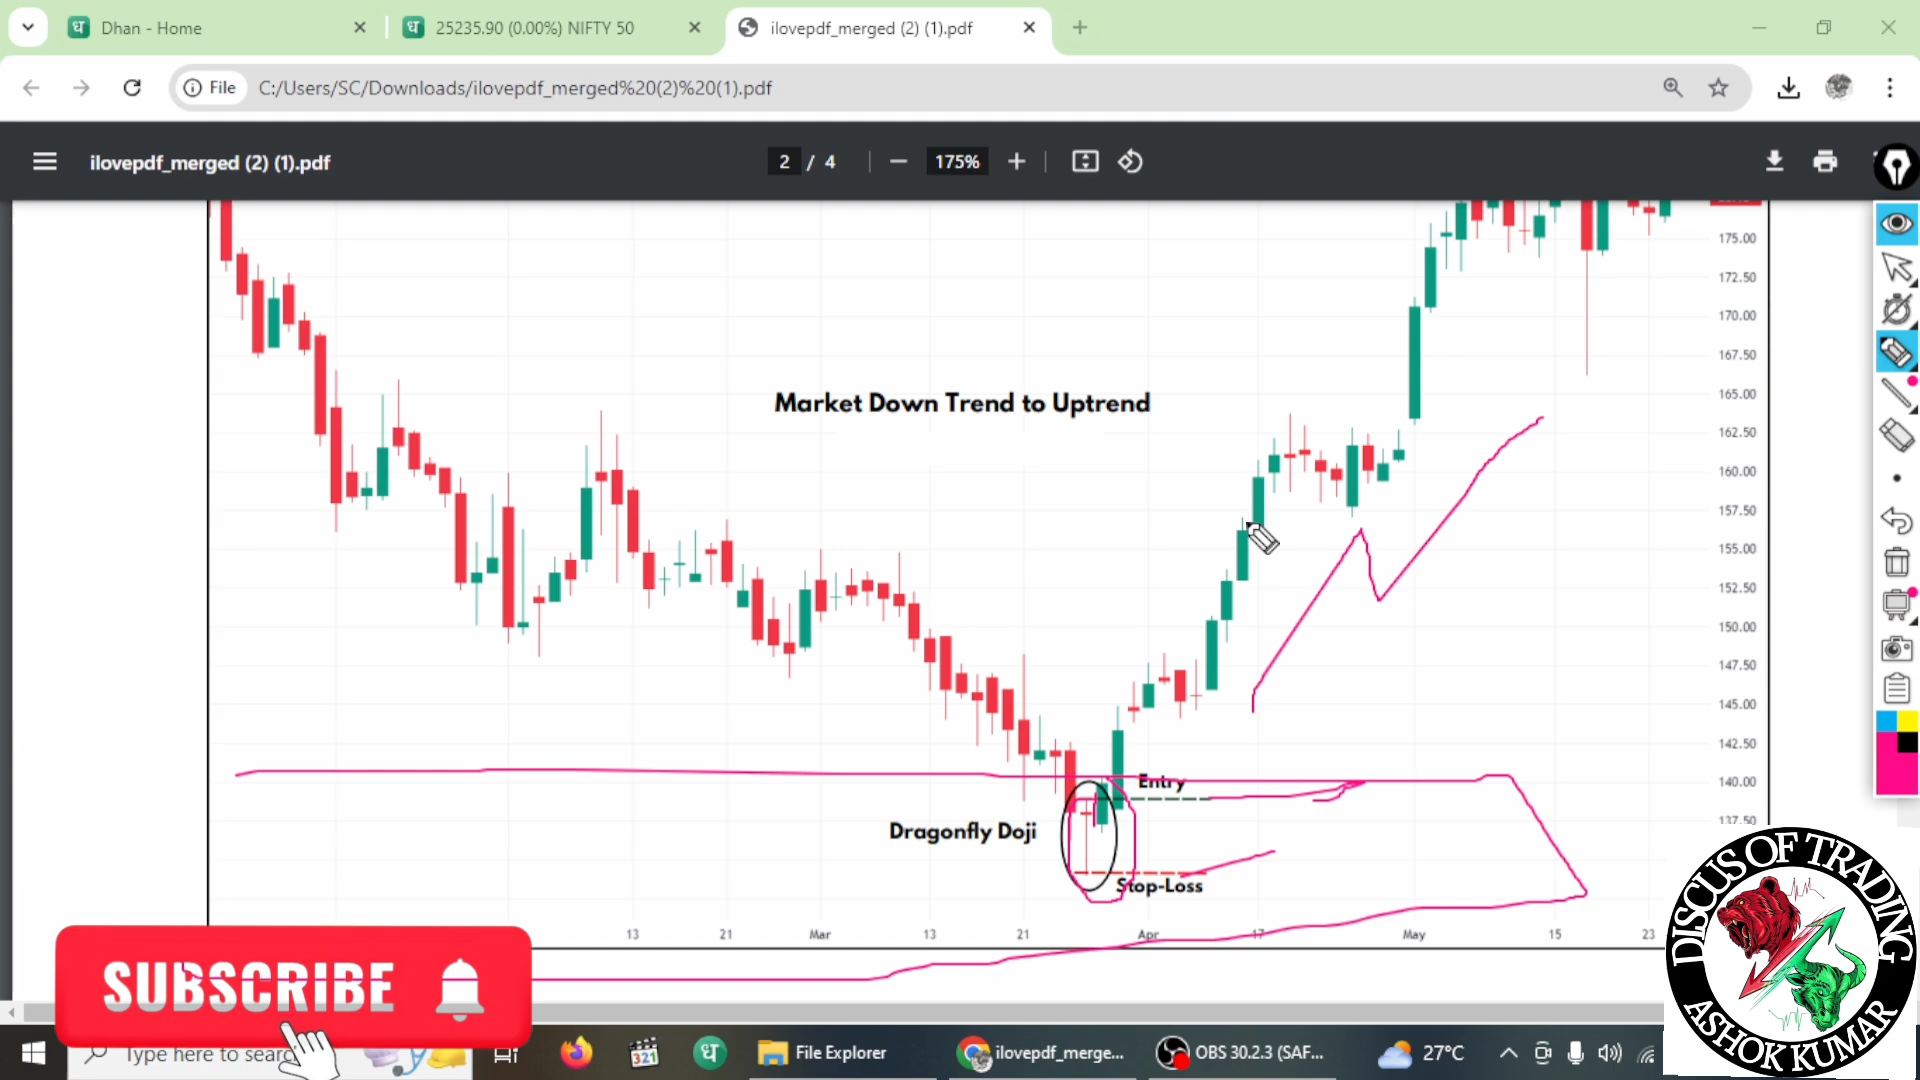 Dhan - Home
25235.90 (0.00%) NIFTY 50
ilovepdf_merged (2) (1).pdf
File
C:/Users/SC/Downloads/ilovepdf_merged%20(2)%20(1).pdf
ilovepdf_merged (2) (1).pdf
2 / 4
175%
175.00
172.50
170.00
167.50
165.00
162.50
160.00
157.50
155.00
152.50
150.00
147.50
145.00
142.50
140.00
137.50
Market Down Trend to Uptrend
Entry
Dragonfly Doji
Stop-Loss
13 21 Mar 13 21 Apr 17 May 15 23
SUBSCRIBE
DISCUS OF TRADING
ASHOK KUMAR
Type here to searc
321
File Explorer
ilovepdf_merge...
OBS 30.2.3 (SAF...
27°C